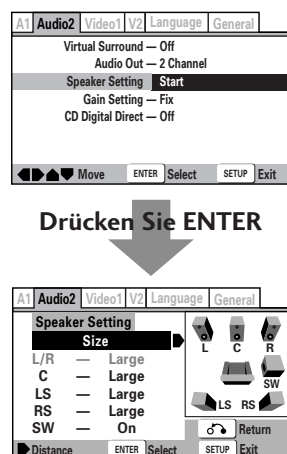 A1 Audio2 Video1 V2 Language General
Virtual Surround — Off
Audio Out — 2 Channel
Speaker Setting Start
Gain Setting — Fix
CD Digital Direct — Off
Move ENTER Select SETUP Exit
Drücken Sie ENTER
A1 Audio2 Video1 V2 Language General
Speaker Setting
Size
L/R — Large
C — Large
LS — Large
RS — Large
SW — On
L C R
SW
LS RS
Return
Distance ENTER Select SETUP Exit